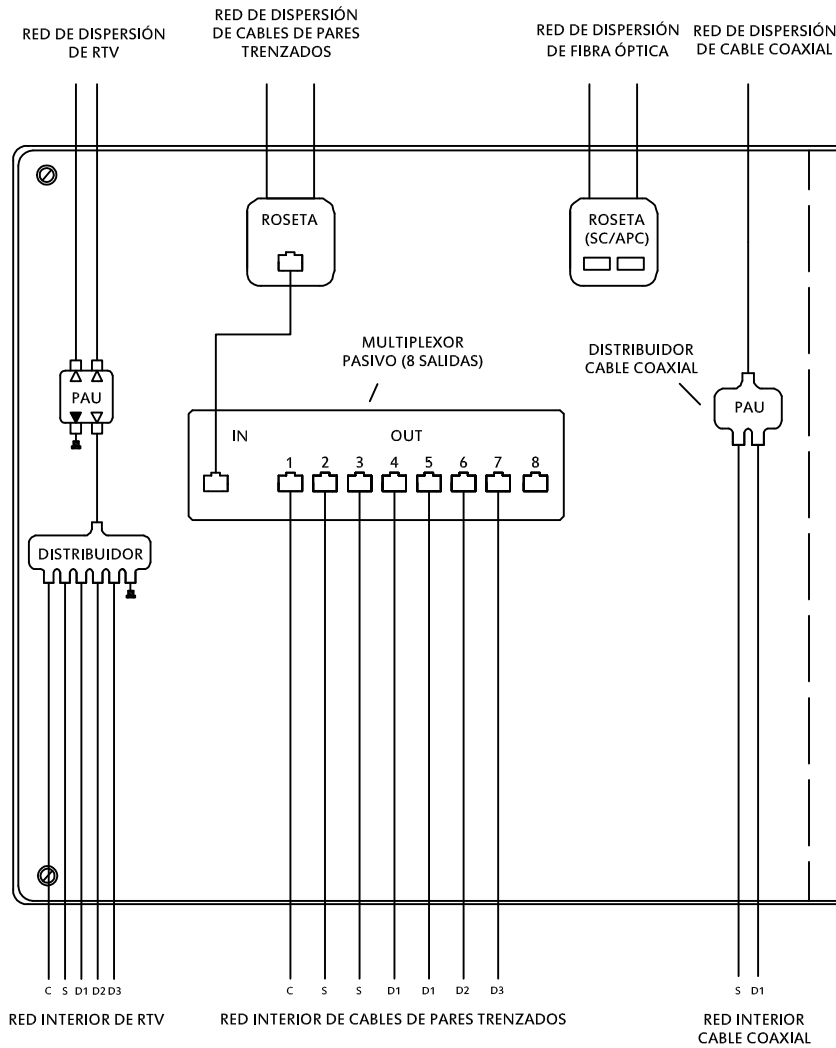 RED DE DISPERSIÓN
DE RTV
RED DE DISPERSIÓN
DE CABLES DE PARES
TRENZADOS
RED DE DISPERSIÓN
DE FIBRA ÓPTICA
RED DE DISPERSIÓN
DE CABLE COAXIAL
ROSETA
ROSETA
(SC/APC)
MULTIPLEXOR
PASIVO (8 SALIDAS)
DISTRIBUIDOR
CABLE COAXIAL
PAU
PAU
IN
OUT
1 2 3 4 5 6 7 8
DISTRIBUIDOR
C S D1 D2 D3
C S S D1 D1 D2 D3
S D1
RED INTERIOR DE RTV
RED INTERIOR DE CABLES DE PARES TRENZADOS
RED INTERIOR
CABLE COAXIAL